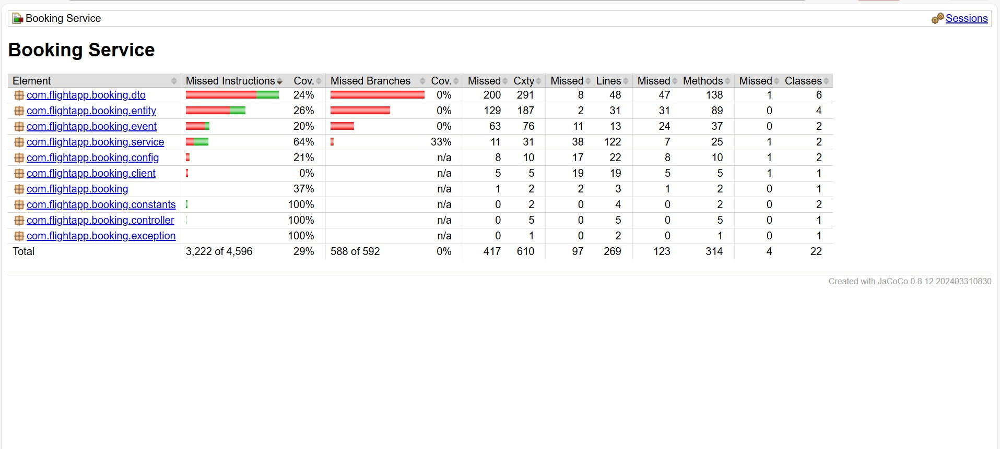 Booking Service Sessions
Booking Service
Element Missed Instructions Cov. Missed Branches Cov. Missed Cxty Missed Lines Missed Methods Missed Classes
com.flightapp.booking.dto 24% 0% 200 291 8 48 47 138 1 6
com.flightapp.booking.entity 26% 0% 129 187 2 31 31 89 0 4
com.flightapp.booking.event 20% 0% 63 76 11 13 24 37 0 2
com.flightapp.booking.service 64% 33% 11 31 38 122 7 25 1 2
com.flightapp.booking.config 21% n/a 8 10 17 22 8 10 1 2
com.flightapp.booking.client 0% n/a 5 5 19 19 5 5 1 1
com.flightapp.booking 37% n/a 1 2 2 3 1 2 0 1
com.flightapp.booking.constants 100% n/a 0 2 0 4 0 2 0 2
com.flightapp.booking.controller 100% n/a 0 5 0 5 0 5 0 1
com.flightapp.booking.exception 100% n/a 0 1 0 2 0 1 0 1
Total 3,222 of 4,596 29% 588 of 592 0% 417 610 97 269 123 314 4 22
Created with JaCoCo 0.8.12.202403310830